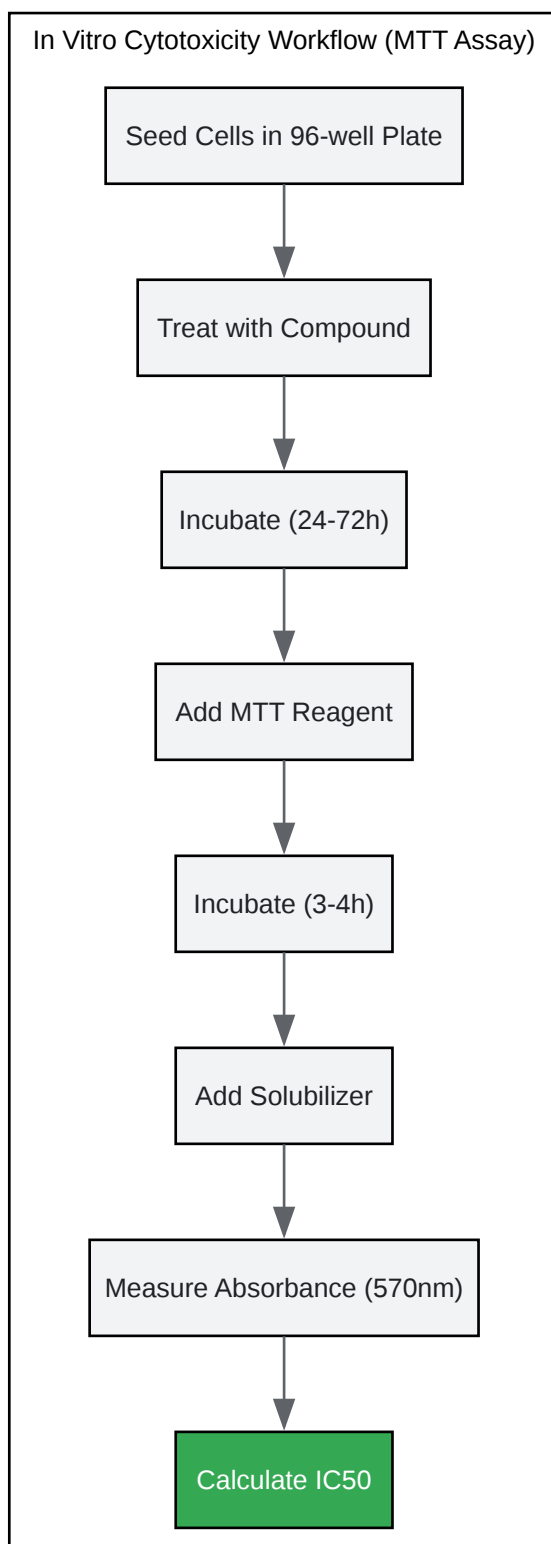 In Vitro Cytotoxicity Workflow (MTT Assay)
Seed Cells in 96-well Plate
Treat with Compound
Incubate (24-72h)
Add MTT Reagent
Incubate (3-4h)
Add Solubilizer
Measure Absorbance (570nm)
Calculate IC50